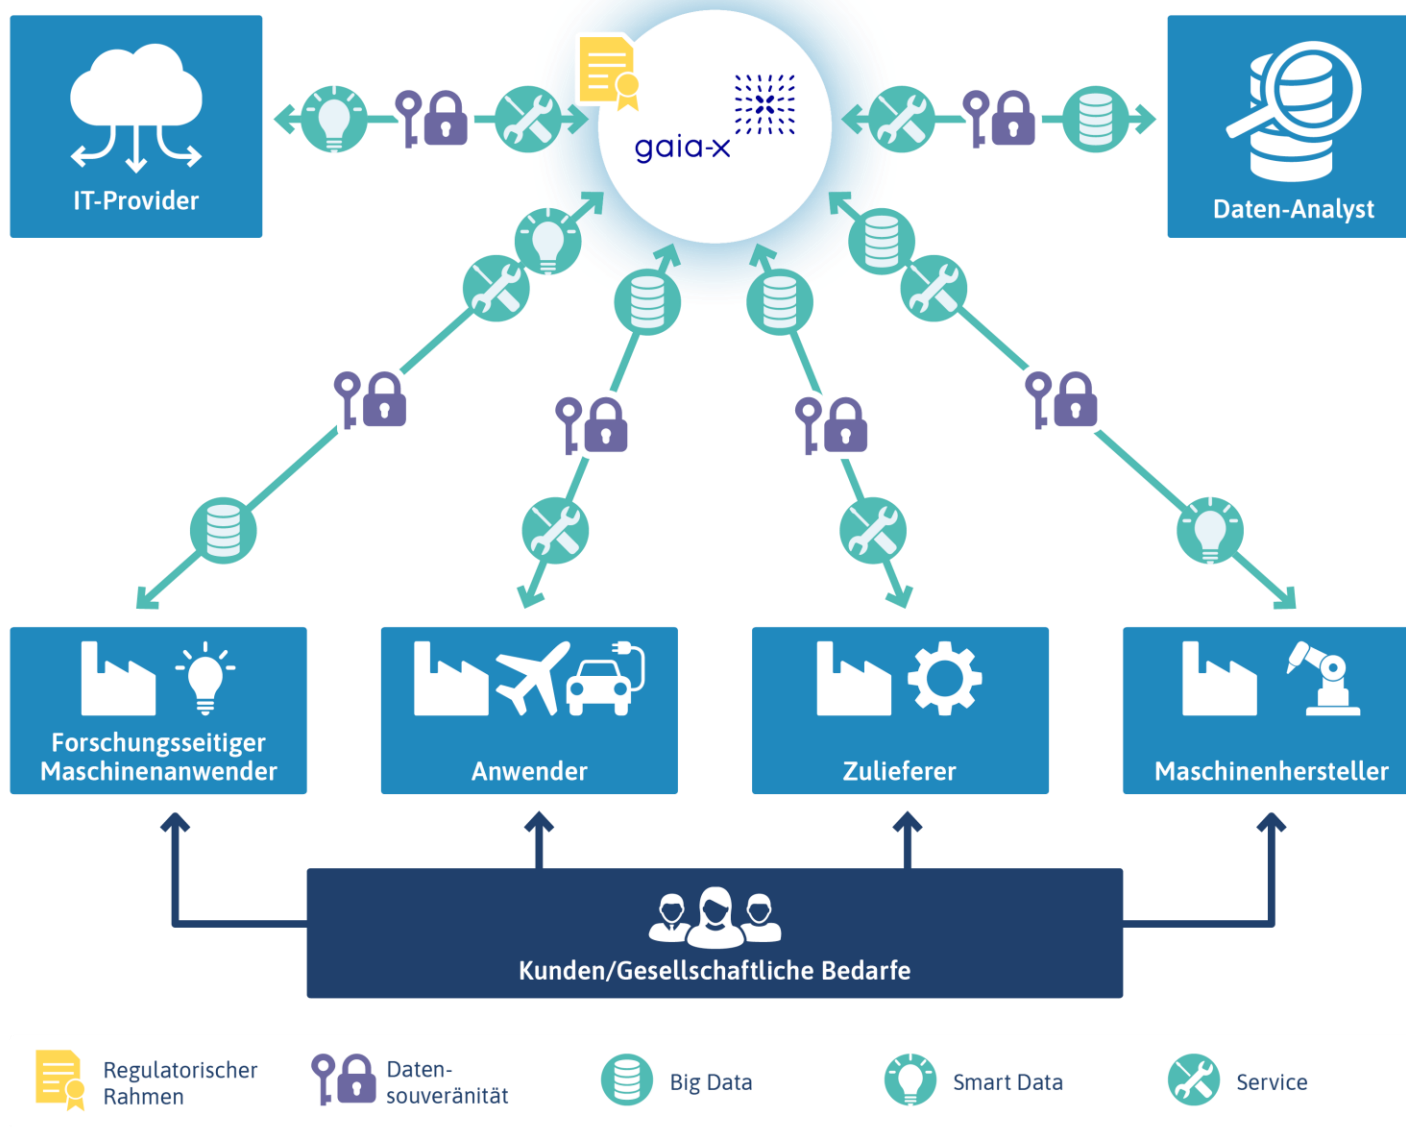 gaia-x
IT-Provider
Daten-Analyst
Forschungsseitiger
Maschinenanwender
Anwender
Zulieferer
Maschinenhersteller
Kunden/Gesellschaftliche Bedarfe
Regulatorischer
Rahmen
Daten-
souveränität
Big Data
Smart Data
Service